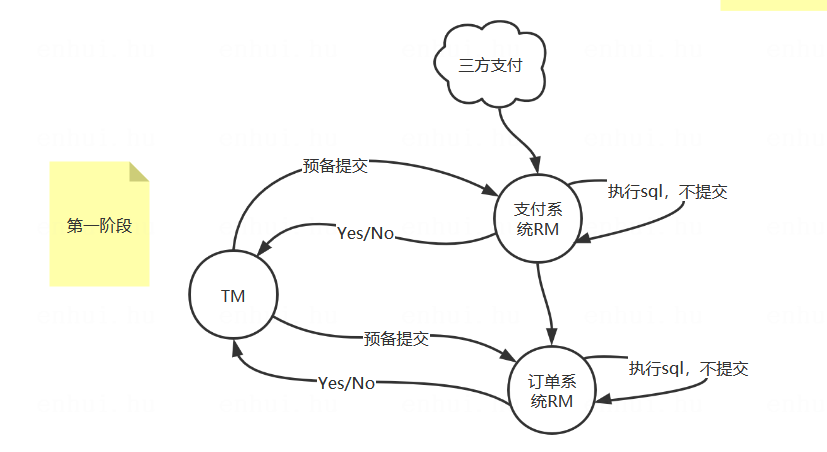 三方支付
预备提交
支付系
统RM
执行sql，不提交
第一阶段
Yes/No
TM
预备提交
订单系
统RM
执行sql，不提交
Yes/No